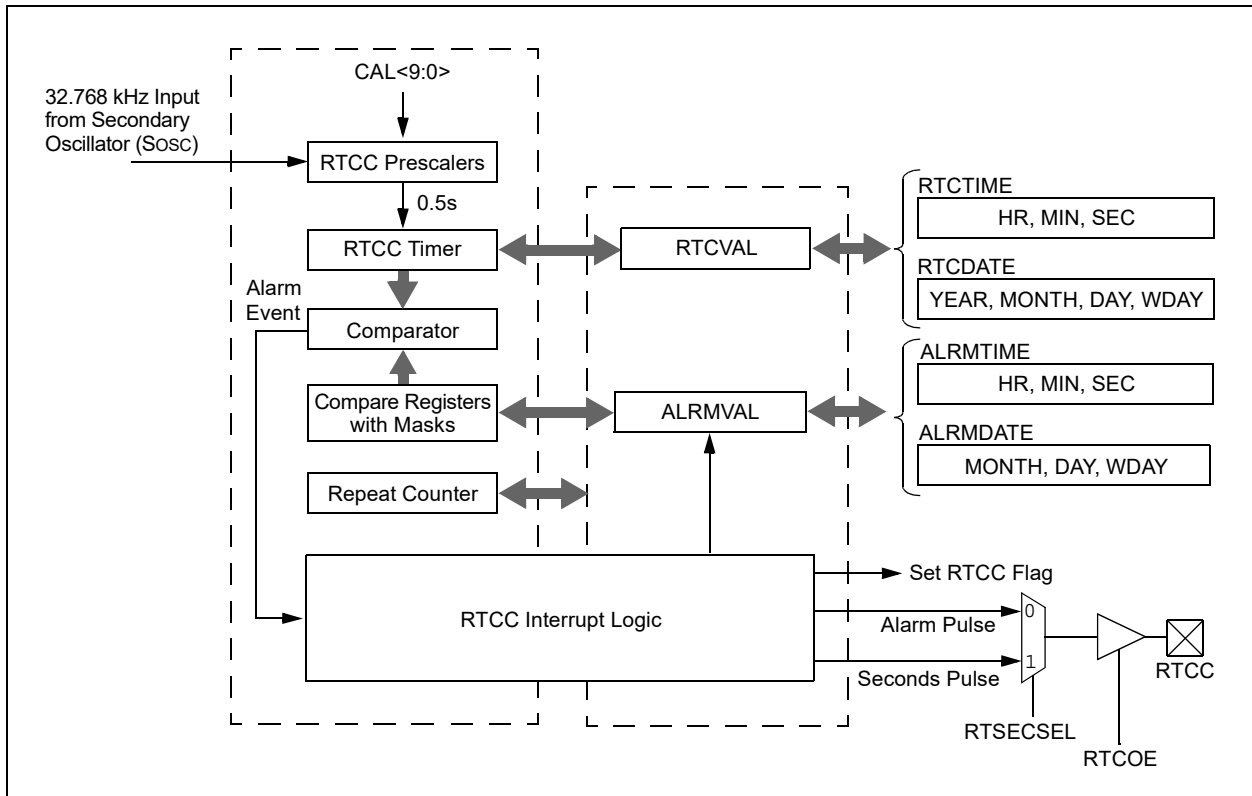 CAL<9:0>
32.768 kHz Input
from Secondary
Oscillator (SOSC)
RTCC Prescalers
0.5s
RTCC Timer
Alarm
Event
Comparator
Compare Registers
with Masks
Repeat Counter
RTCC Interrupt Logic
RTCVAL
ALRMVAL
RTCTIME
HR, MIN, SEC
RTCDATE
YEAR, MONTH, DAY, WDAY
ALRMTIME
HR, MIN, SEC
ALRMDATE
MONTH, DAY, WDAY
Set RTCC Flag
Alarm Pulse
0
Seconds Pulse
1
RTCC
RTSECSEL
RTCOE